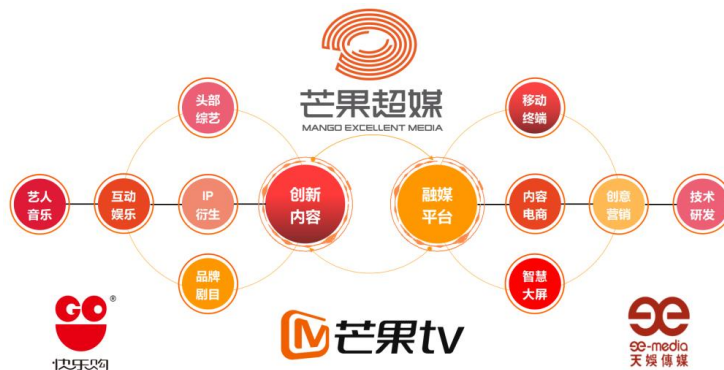 芒果超媒
MANGO EXCELLENT MEDIA
头部
综艺
移动
终端
艺人
音乐
互动
娱乐
IP
衍生
创新
内容
融媒
平台
内容
电商
创意
营销
技术
研发
品牌
剧目
智慧
大屏
GO®
快乐购
M芒果tv
ee
ee-media
天娱傳媒